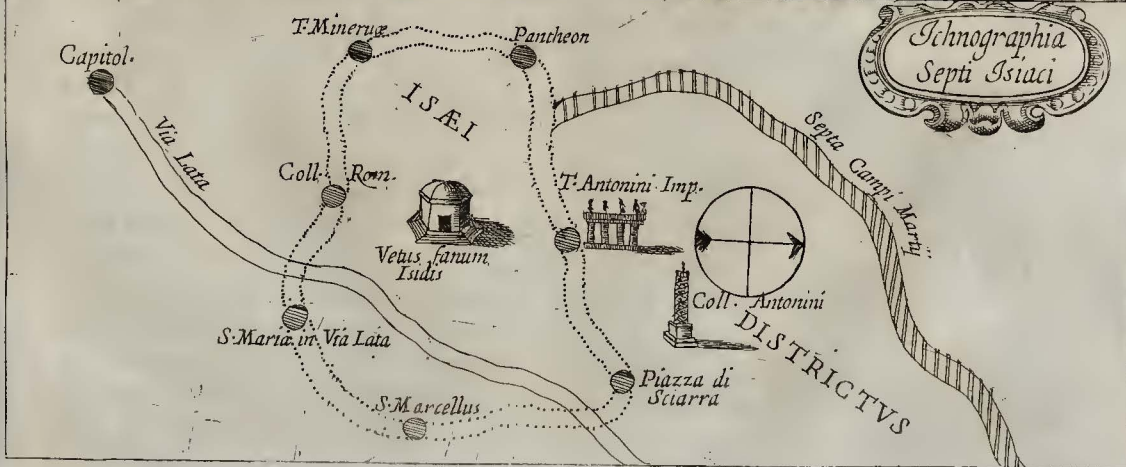 Ichnographia
Septi Isiaci
T. Minervæ
Pantheon
Capitol.
ISÆI
Via Lata
Septa Campi Martij
Coll. Rom.
T. Antonini Imp.
Vetus fanum
Isidis
Coll. Antonini
S. Mariæ in Via Lata
DISTRICTVS
Piazza di
Sciarra
S. Marcellus